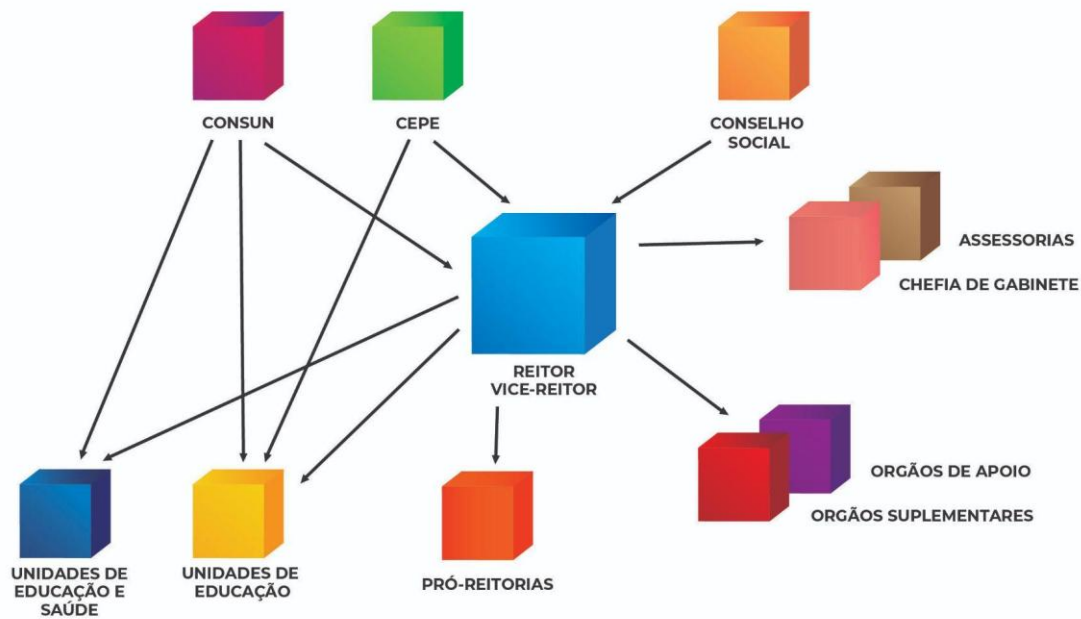 CONSUN
CEPE
CONSELHO
SOCIAL
ASSESSORIAS
CHEFIA DE GABINETE
REITOR
VICE-REITOR
ORGÃOS DE APOIO
ORGÃOS SUPLEMENTARES
UNIDADES DE
EDUCAÇÃO E
SAÚDE
UNIDADES DE
EDUCAÇÃO
PRÓ-REITORIAS